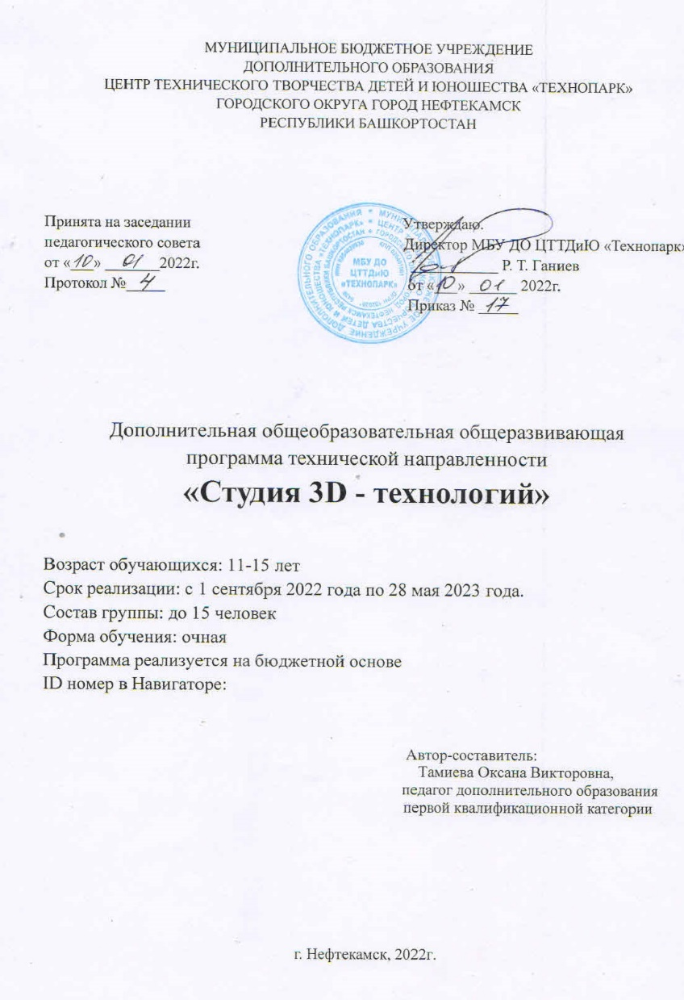 МУНИЦИПАЛЬНОЕ БЮДЖЕТНОЕ УЧРЕЖДЕНИЕ
ДОПОЛНИТЕЛЬНОГО ОБРАЗОВАНИЯ
ЦЕНТР ТЕХНИЧЕСКОГО ТВОРЧЕСТВА ДЕТЕЙ И ЮНОШЕСТВА «ТЕХНОПАРК»
ГОРОДСКОГО ОКРУГА ГОРОД НЕФТЕКАМСК
РЕСПУБЛИКИ БАШКОРТОСТАН
Принята на заседании
педагогического совета
от «10» 01 2022г.
Протокол № 4
МБУ ДО
ЦТТДиЮ
«ТЕХНОПАРК»
Утверждаю.
Директор МБУ ДО ЦТТДиЮ «Технопарк»
Р. Т. Ганиев
от «10» 01 2022г.
Приказ № 17
Дополнительная общеобразовательная общеразвивающая
программа технической направленности
«Студия 3D - технологий»
Возраст обучающихся: 11-15 лет
Срок реализации: с 1 сентября 2022 года по 28 мая 2023 года.
Состав группы: до 15 человек
Форма обучения: очная
Программа реализуется на бюджетной основе
ID номер в Навигаторе:
Автор-составитель:
Тамиева Оксана Викторовна,
педагог дополнительного образования
первой квалификационной категории
г. Нефтекамск, 2022г.